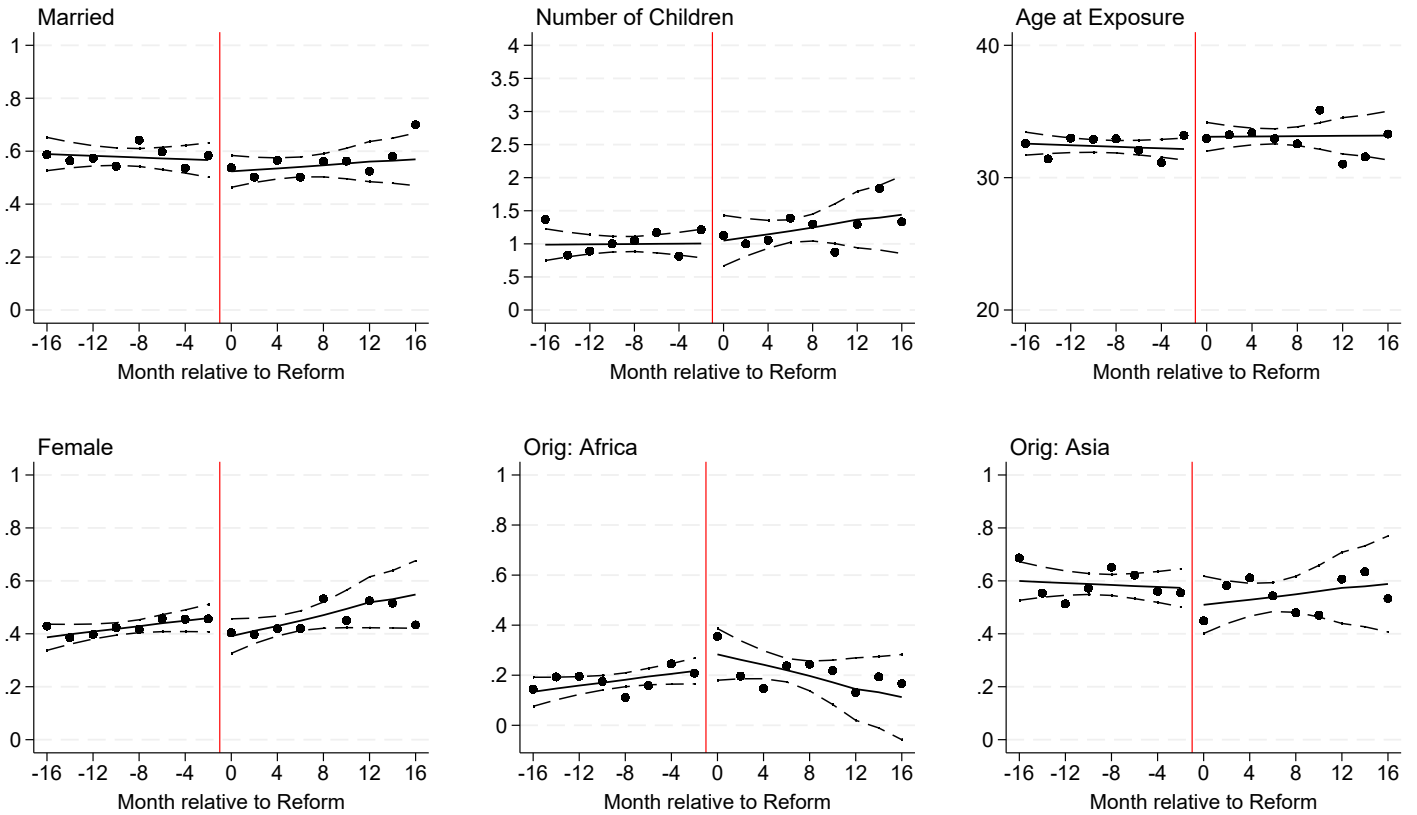 Married
1
.8
.6
.4
.2
0
-16 -12 -8 -4 0 4 8 12 16
Month relative to Reform
Number of Children
4
3.5
3
2.5
2
1.5
1
.5
0
-16 -12 -8 -4 0 4 8 12 16
Month relative to Reform
Age at Exposure
40
30
20
-16 -12 -8 -4 0 4 8 12 16
Month relative to Reform
Female
1
.8
.6
.4
.2
0
-16 -12 -8 -4 0 4 8 12 16
Month relative to Reform
Orig: Africa
1
.8
.6
.4
.2
0
-16 -12 -8 -4 0 4 8 12 16
Month relative to Reform
Orig: Asia
1
.8
.6
.4
.2
0
-16 -12 -8 -4 0 4 8 12 16
Month relative to Reform